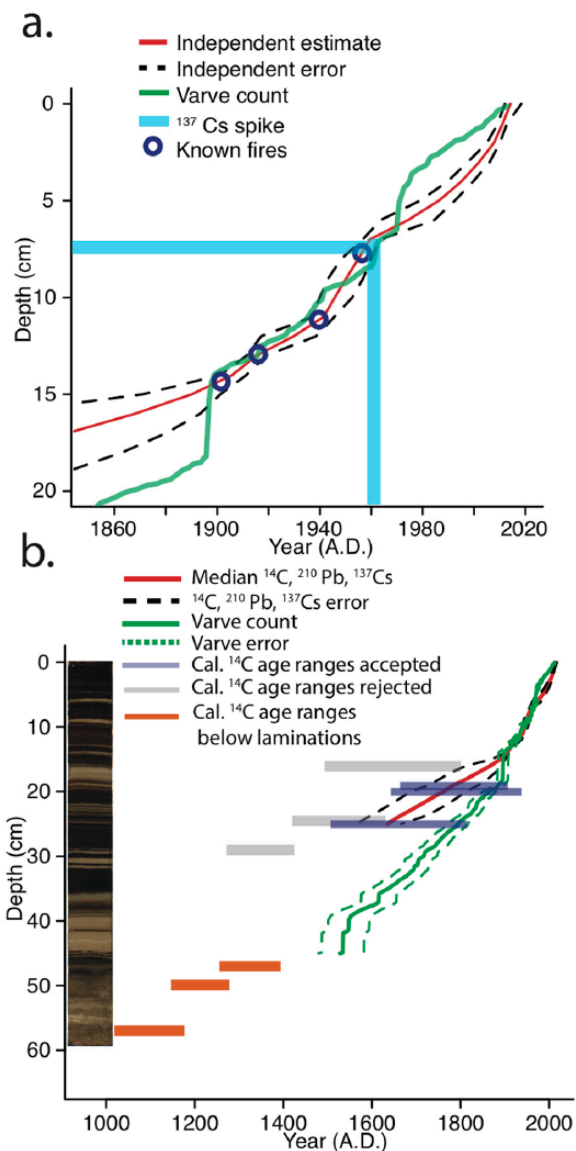 a.
Independent estimate
Independent error
Varve count
¹³⁷ Cs spike
Known fires
0
5
10
15
20
Depth (cm)
1860 1900 1940 1980 2020
Year (A.D.)
b.
Median ¹⁴C, ²¹⁰ Pb, ¹³⁷Cs
¹⁴C, ²¹⁰ Pb, ¹³⁷Cs error
Varve count
Varve error
Cal. ¹⁴C age ranges accepted
Cal. ¹⁴C age ranges rejected
Cal. ¹⁴C age ranges
below laminations
0
10
20
30
40
50
60
Depth (cm)
1000 1200 1400 1600 1800 2000
Year (A.D.)